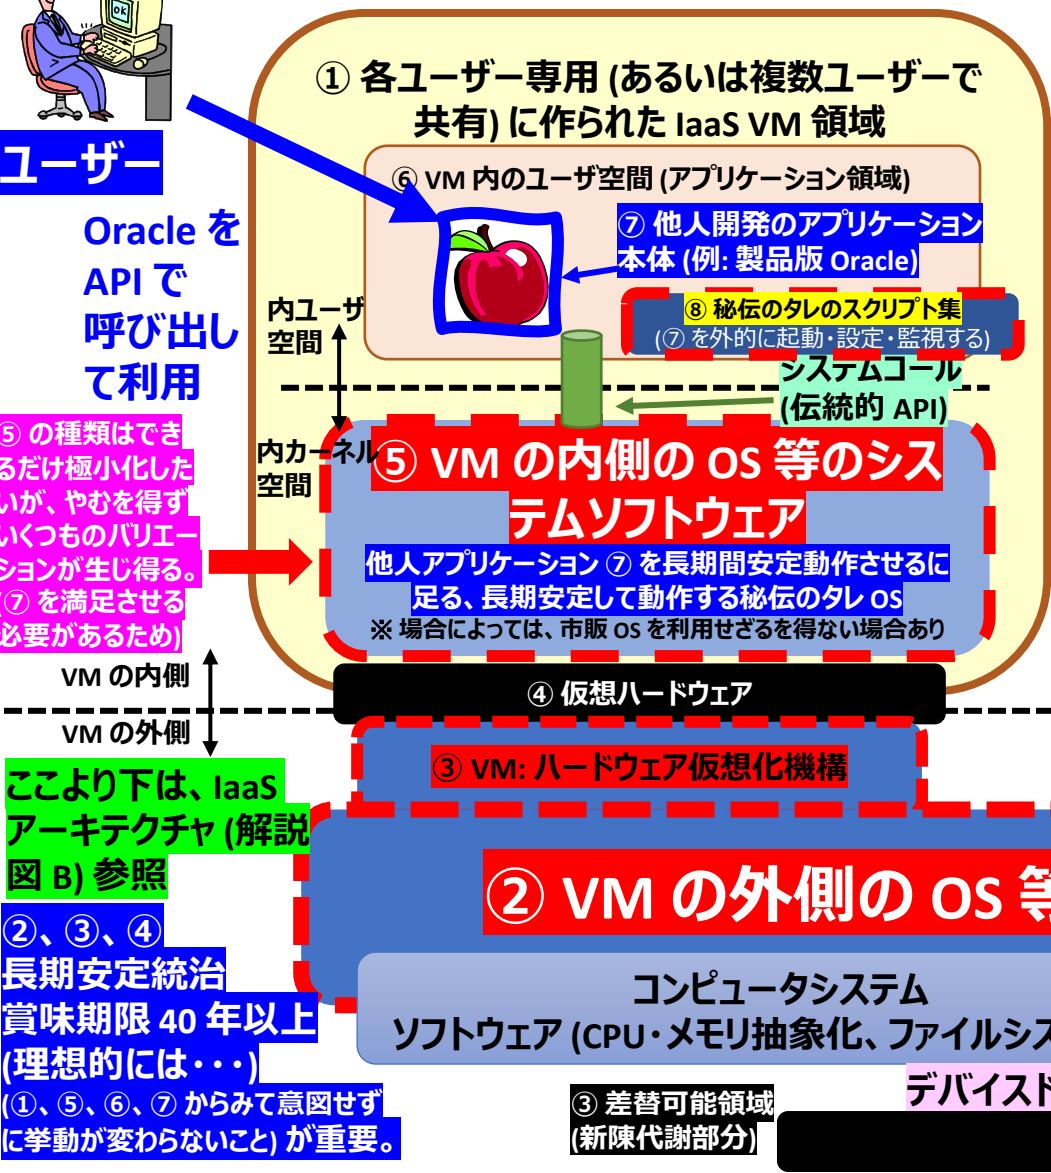 OK
① 各ユーザー専用 (あるいは複数ユーザーで
共有) に作られた IaaS VM 領域
ユーザー
⑥ VM 内のユーザ空間 (アプリケーション領域)
Oracle を
API で
呼び出し
て利用
⑦ 他人開発のアプリケーション
本体 (例: 製品版 Oracle)
⑧ 秘伝のタレのスクリプト集
(⑦ を外的に起動・設定・監視する)
内ユーザ
空間
システムコール
(伝統的 API)
内カーネル
空間
⑤ の種類はでき
るだけ極小化した
いが、やむを得ず
いくつものバリエー
ションが生じ得る。
(⑦ を満足させる
必要があるため)
⑤ VM の内側の OS 等のシス
テムソフトウェア
他人アプリケーション ⑦ を長期間安定動作させるに
足る、長期安定して動作する秘伝のタレ OS
※ 場合によっては、市販 OS を利用せざるを得ない場合あり
VM の内側
④ 仮想ハードウェア
VM の外側
③ VM: ハードウェア仮想化機構
ここより下は、IaaS
アーキテクチャ (解説
図 B) 参照
② VM の外側の OS 等
②、③、④
長期安定統治
賞味期限 40 年以上
(理想的には・・・)
(①、⑤、⑥、⑦ からみて意図せず
に挙動が変わらないこと) が重要。
コンピュータシステム
ソフトウェア (CPU・メモリ抽象化、ファイルシス
デバイスド
③ 差替可能領域
(新陳代謝部分)